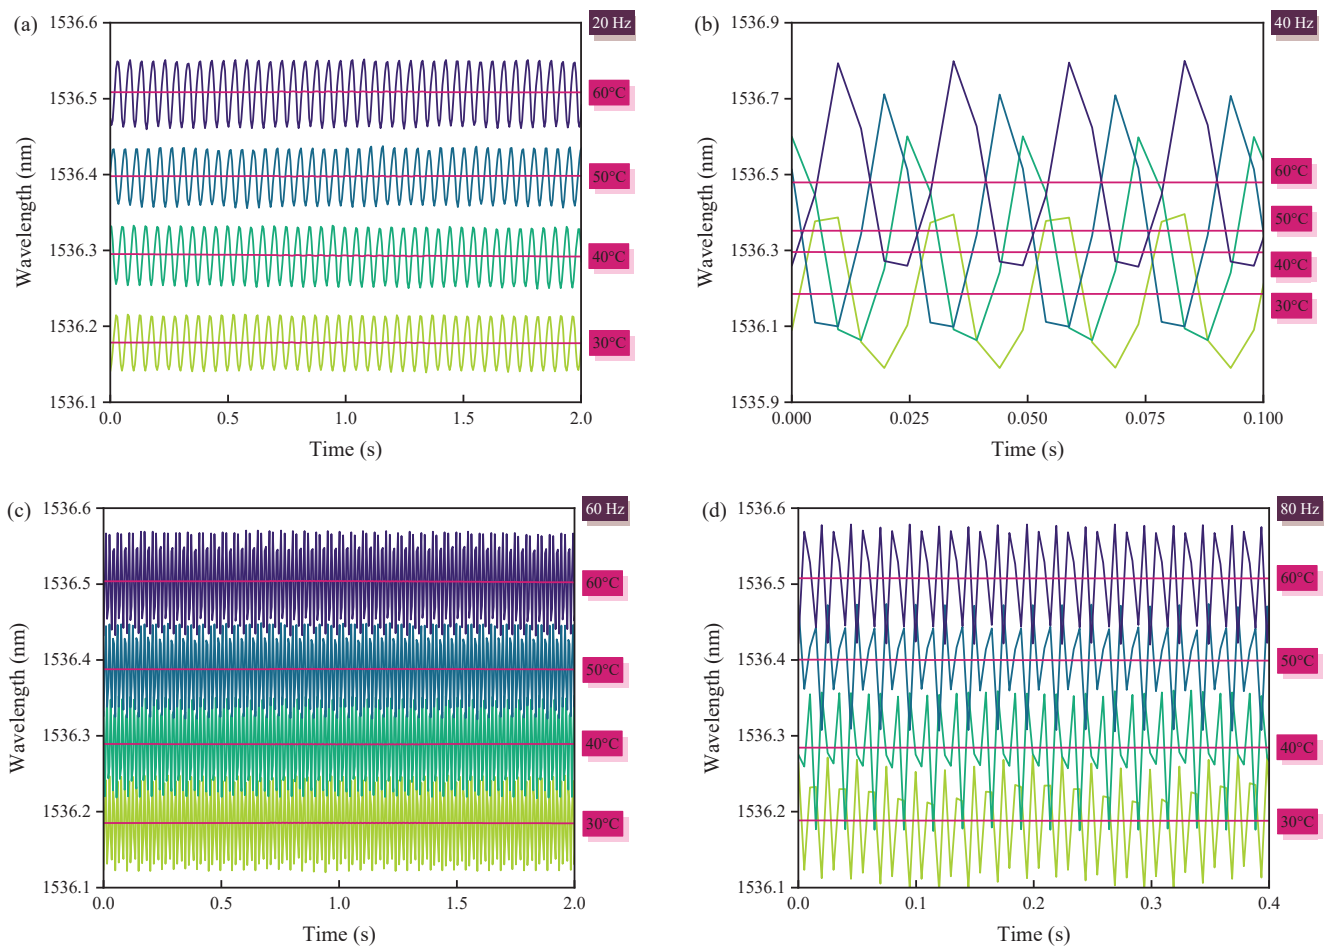 (a)
20 Hz
1536.6
1536.5
1536.4
1536.3
1536.2
1536.1
Wavelength (nm)
60°C
50°C
40°C
30°C
0.0 0.5 1.0 1.5 2.0
Time (s)
(b)
40 Hz
1536.9
1536.7
1536.5
1536.3
1536.1
1535.9
Wavelength (nm)
60°C
50°C
40°C
30°C
0.000 0.025 0.050 0.075 0.100
Time (s)
(c)
60 Hz
1536.6
1536.5
1536.4
1536.3
1536.2
1536.1
Wavelength (nm)
60°C
50°C
40°C
30°C
0.0 0.5 1.0 1.5 2.0
Time (s)
(d)
80 Hz
1536.6
1536.5
1536.4
1536.3
1536.2
1536.1
Wavelength (nm)
60°C
50°C
40°C
30°C
0.0 0.1 0.2 0.3 0.4
Time (s)